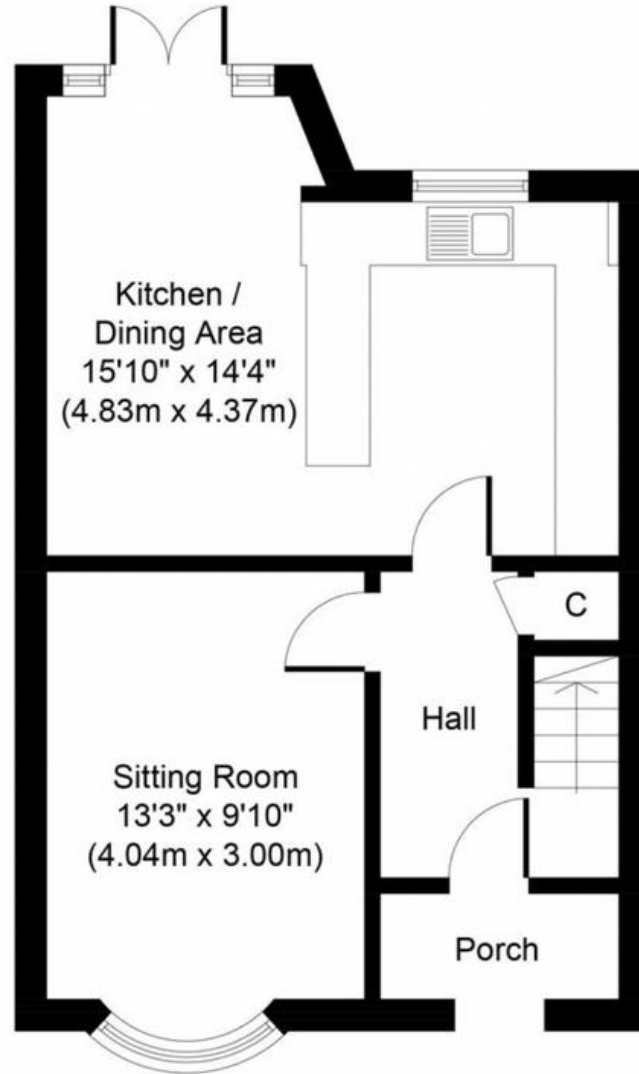 Kitchen /
Dining Area
15'10" x 14'4"
(4.83m x 4.37m)
C
Hall
Sitting Room
13'3" x 9'10"
(4.04m x 3.00m)
Porch